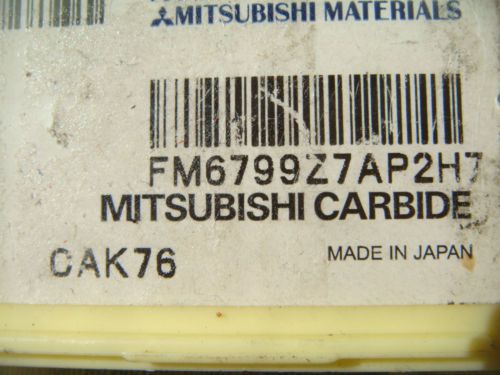 MITSUBISHI MATERIALS
FM6799Z7AP2H7
MITSUBISHI CARBIDE
CAK76
MADE IN JAPAN